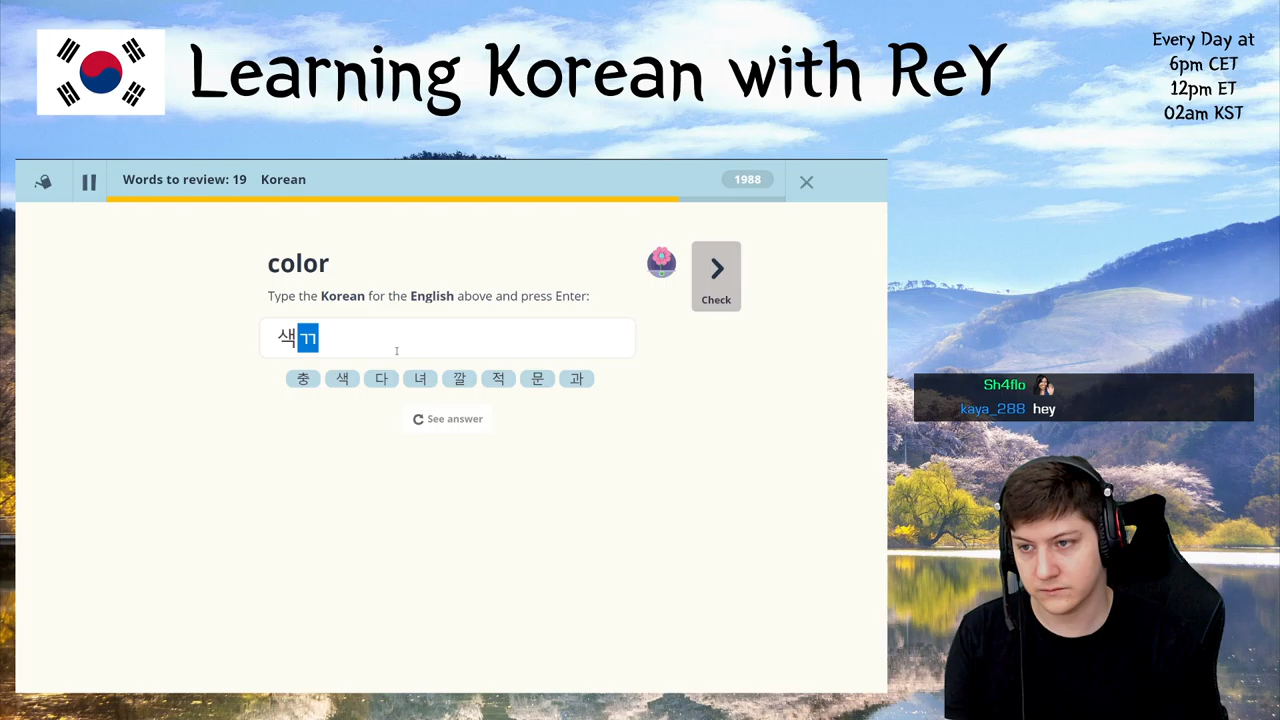 Learning Korean with ReY
Every Day at
6pm CET
12pm ET
02am KST
Words to review: 19 Korean
1988
color
Type the Korean for the English above and press Enter:
Check
색ㄲ
충 색 다 녀 깔 적 문 과
See answer
Sh4flo
kaya_288 hey